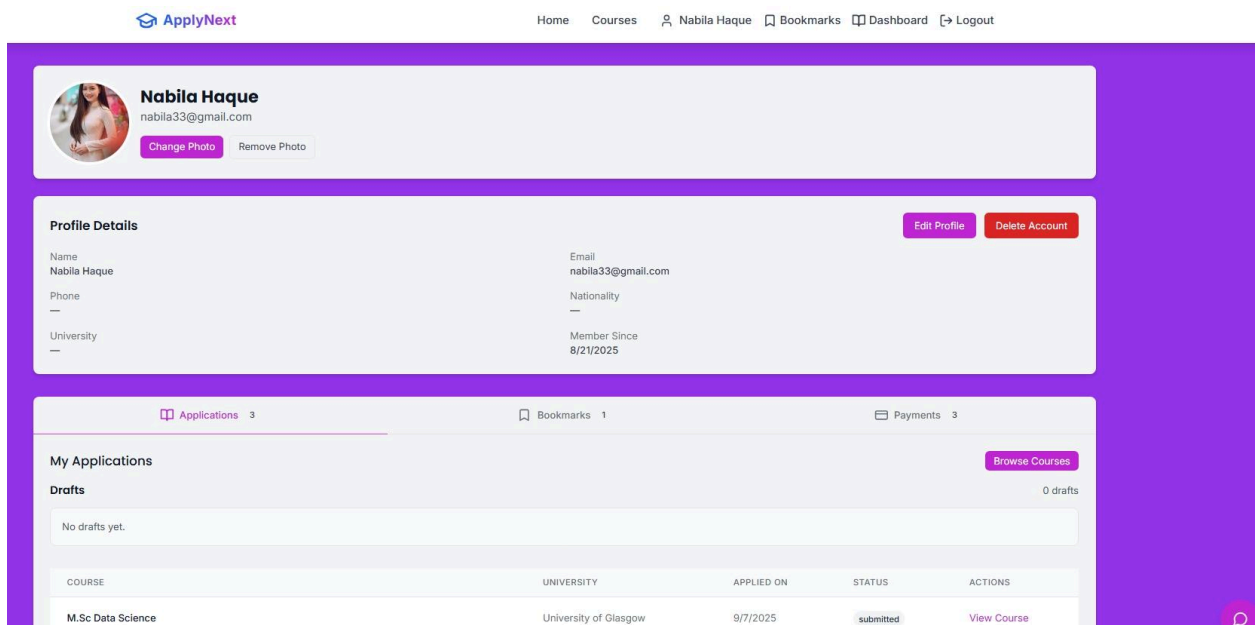 ApplyNext Home Courses Nabila Haque Bookmarks Dashboard Logout
Nabila Haque
nabila33@gmail.com
Change Photo Remove Photo
Profile Details Edit Profile Delete Account
Name Email
Nabila Haque nabila33@gmail.com
Phone Nationality
— —
University Member Since
— 8/21/2025
Applications 3 Bookmarks 1 Payments 3
My Applications Browse Courses
Drafts 0 drafts
No drafts yet.
COURSE UNIVERSITY APPLIED ON STATUS ACTIONS
M.Sc Data Science University of Glasgow 9/7/2025 submitted View Course